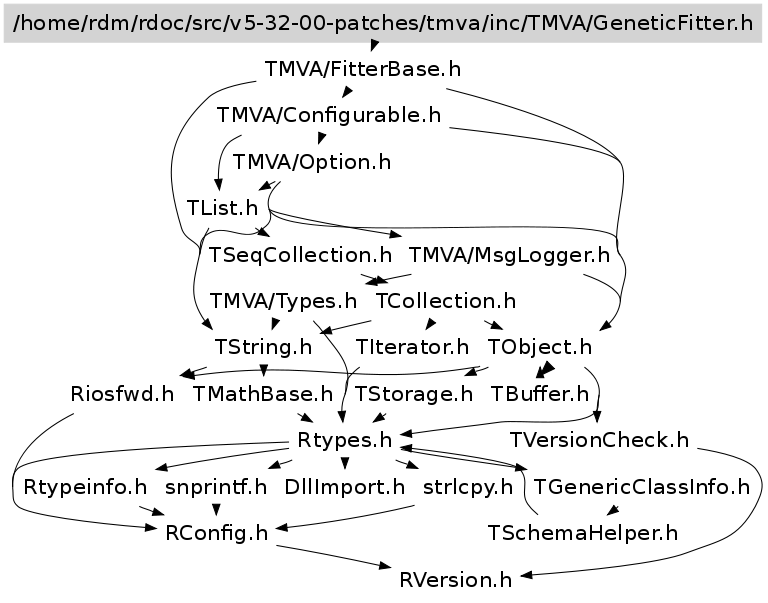 /home/rdm/rdoc/src/v5-32-00-patches/tmva/inc/TMVA/GeneticFitter.h
TMVA/FitterBase.h
TMVA/Configurable.h
TMVA/Option.h
TList.h
TSeqCollection.h TMVA/MsgLogger.h
TMVA/Types.h TCollection.h
TString.h TIterator.h TObject.h
Riosfwd.h TMathBase.h TStorage.h TBuffer.h
Rtypes.h TVersionCheck.h
Rtypeinfo.h snprintf.h DllImport.h strlcpy.h TGenericClassInfo.h
RConfig.h TSchemaHelper.h
RVersion.h